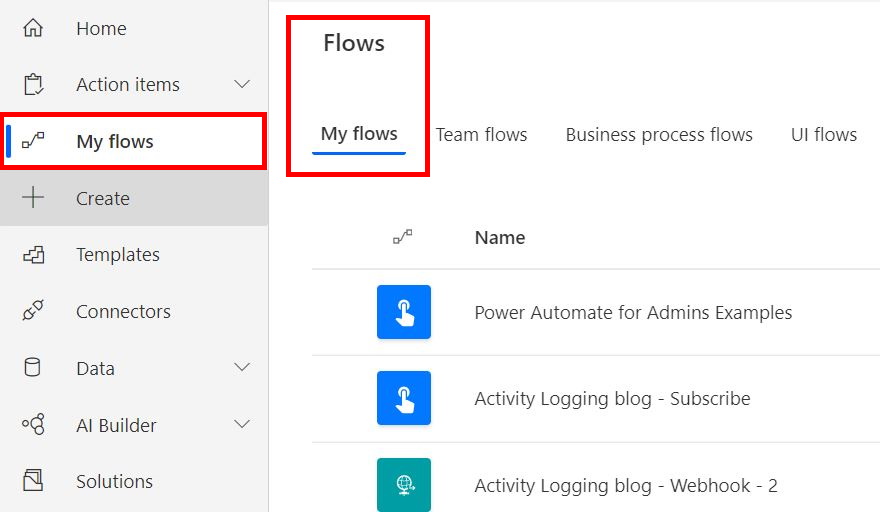 Home
Action items
My flows
Create
Templates
Connectors
Data
AI Builder
Solutions
Flows
My flows Team flows Business process flows UI flows
Name
Power Automate for Admins Examples
Activity Logging blog - Subscribe
Activity Logging blog - Webhook - 2